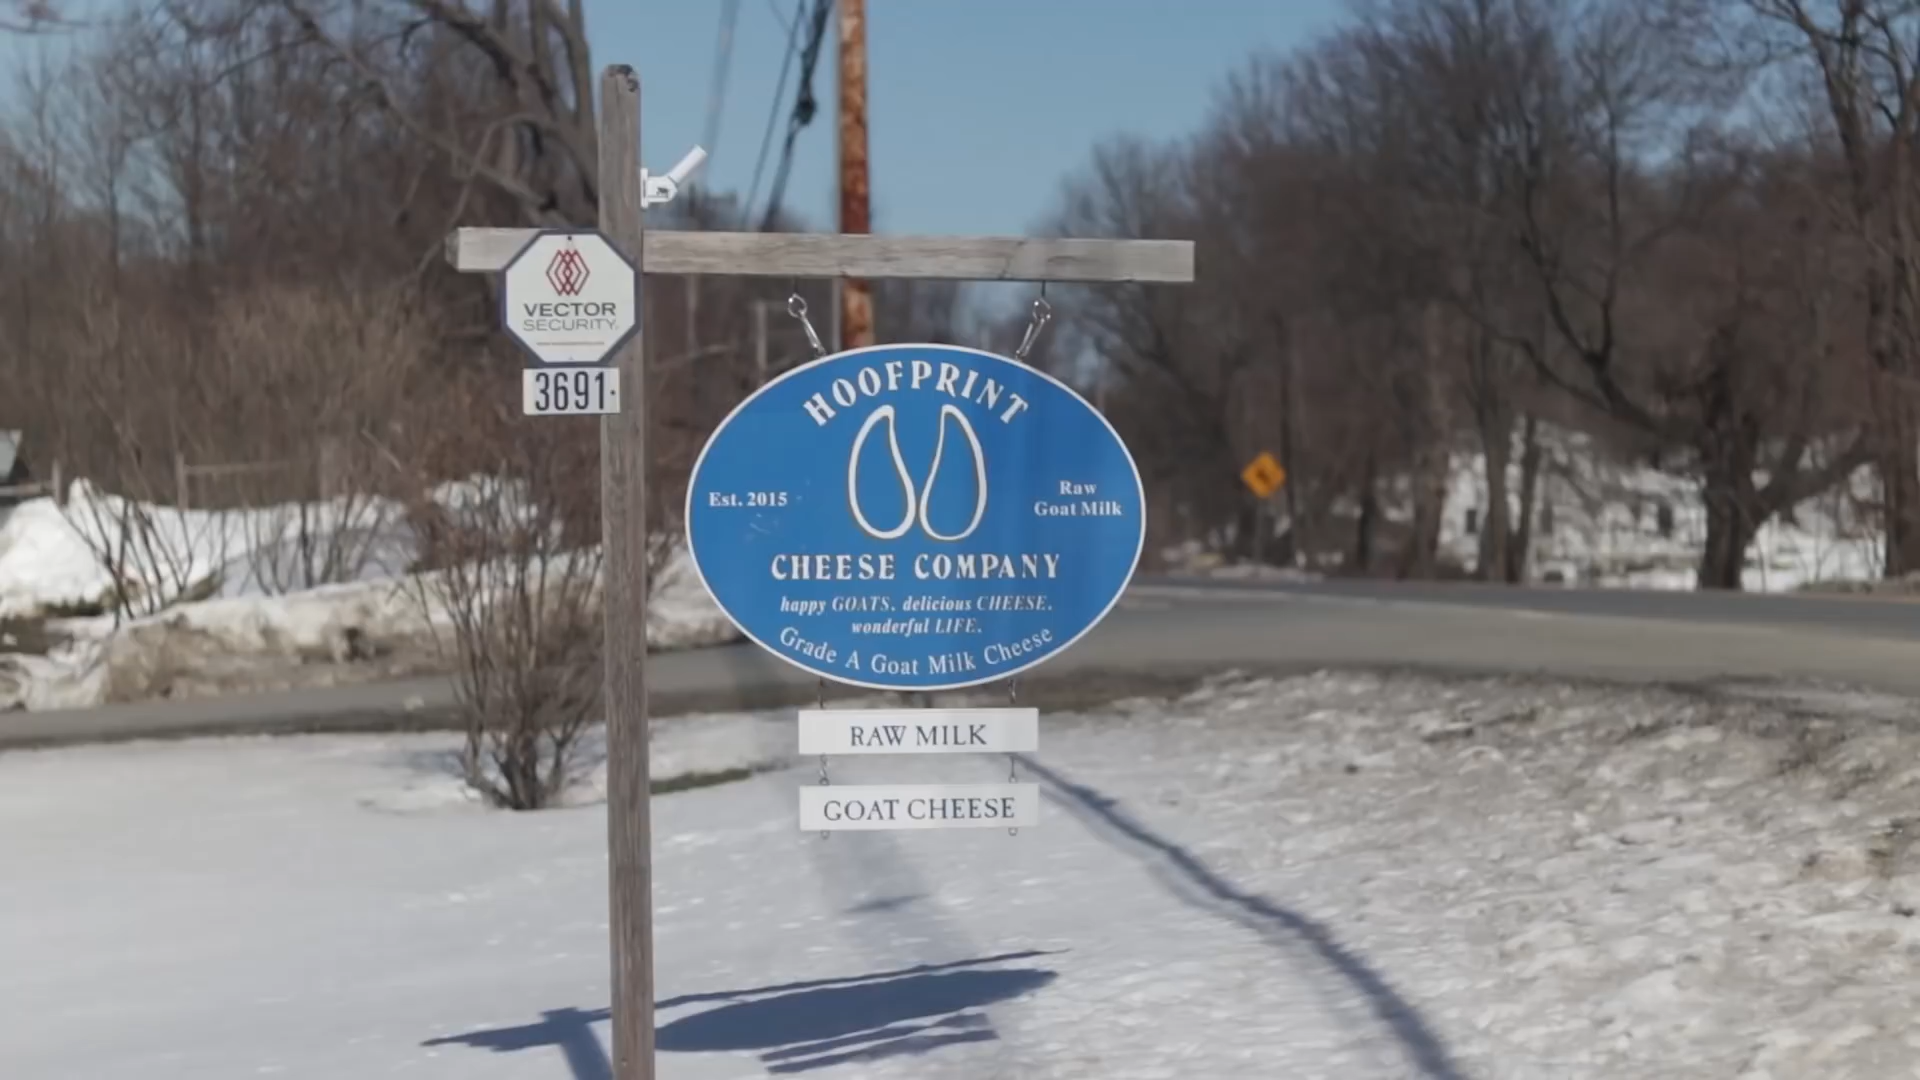 VECTOR
SECURITY
3691
HOOFPRINT
Est. 2015
Raw
Goat Milk
CHEESE COMPANY
happy GOATS. delicious CHEESE.
wonderful LIFE.
Grade A Goat Milk Cheese
RAW MILK
GOAT CHEESE